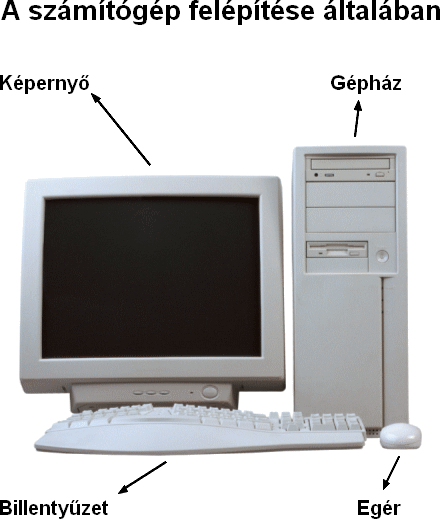 A számítógép felépítése általában
Képernyő
Gépház
Billentyűzet
Egér